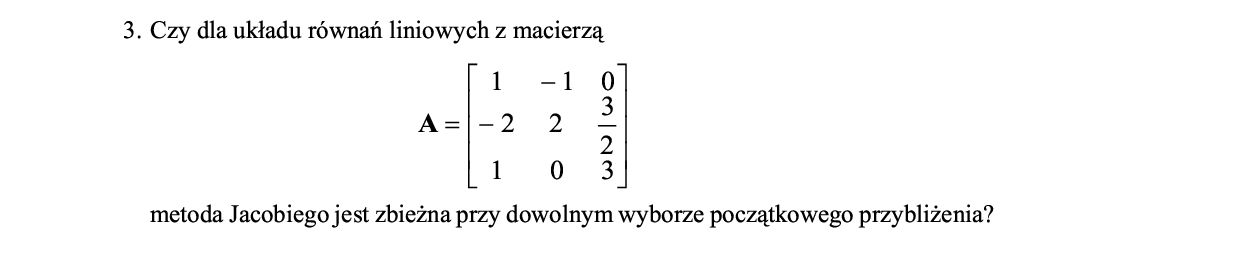 3. Czy dla układu równań liniowych z macierzą
1 – 1 0
A = – 2 2 3/2
1 0 3
metoda Jacobiego jest zbieżna przy dowolnym wyborze początkowego przybliżenia?